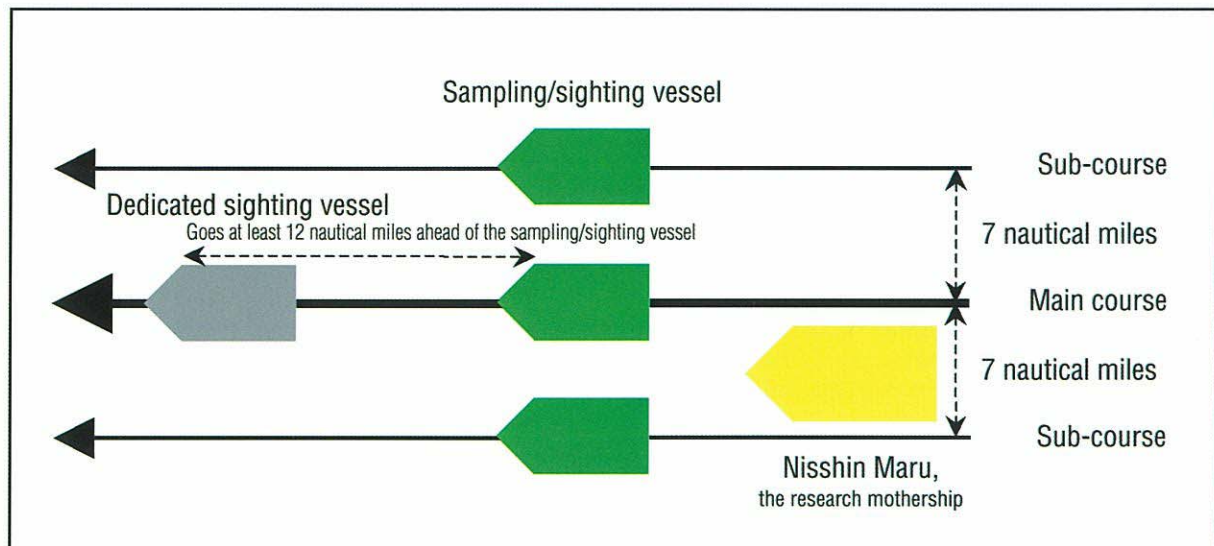 Sampling/sighting vessel
Sub-course
Dedicated sighting vessel
Goes at least 12 nautical miles ahead of the sampling/sighting vessel
7 nautical miles
Main course
7 nautical miles
Sub-course
Nisshin Maru,
the research mothership